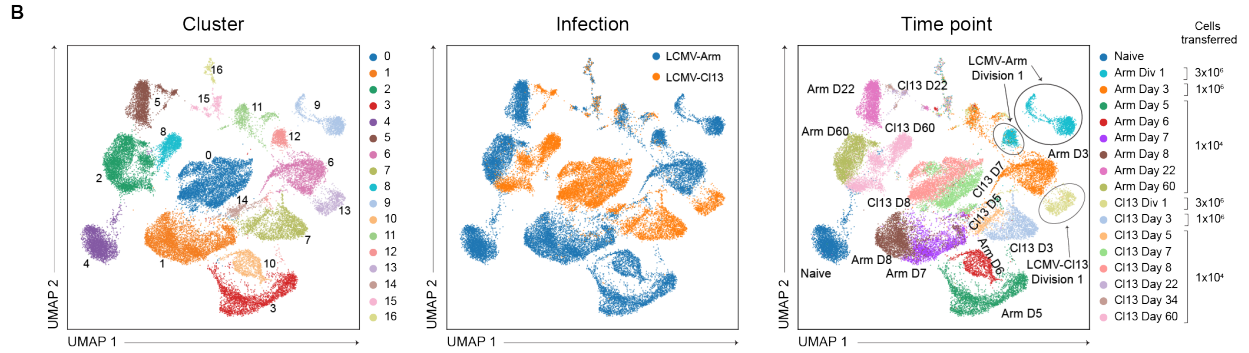 B
Cluster
Infection
Time point
Cells
transferred
16
5
15
11
9
8
12
0
2
6
14
13
7
4
1
10
3
UMAP 2
UMAP 1
0
1
2
3
4
5
6
7
8
9
10
11
12
13
14
15
16
LCMV-Arm
LCMV-Cl13
UMAP 2
UMAP 1
LCMV-Arm
Division 1
Arm D22
Cl13 D22
Arm D60
Cl13 D60
Arm D3
Cl13 D7
Cl13 D8
Cl13 D5
Cl13 D3
Arm D8
Arm D7
Arm D6
Naive
LCMV-Cl13
Division 1
Arm D5
UMAP 2
UMAP 1
Naive
Arm Div 1
Arm Day 3
Arm Day 5
Arm Day 6
Arm Day 7
Arm Day 8
Arm Day 22
Arm Day 60
Cl13 Div 1
Cl13 Day 3
Cl13 Day 5
Cl13 Day 7
Cl13 Day 8
Cl13 Day 22
Cl13 Day 34
Cl13 Day 60
3x10⁶
1x10⁶
1x10⁴
3x10⁶
1x10⁶
1x10⁴